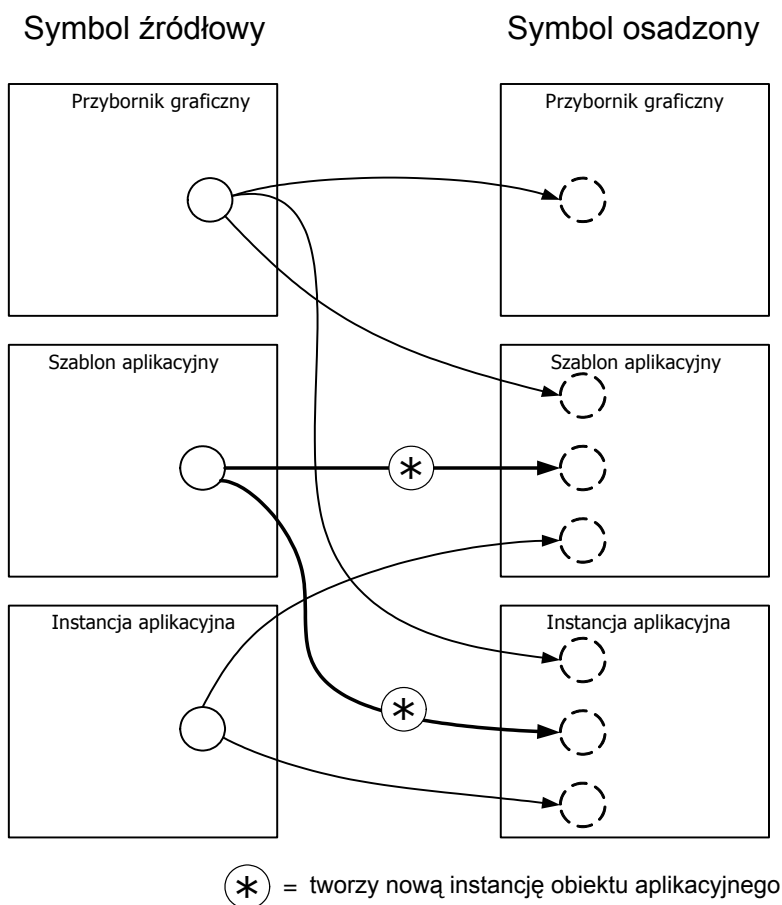 Symbol źródłowy
Symbol osadzony
Przybornik graficzny
Przybornik graficzny
Szablon aplikacyjny
Szablon aplikacyjny
*
Instancja aplikacyjna
Instancja aplikacyjna
*
* = tworzy nową instancję obiektu aplikacyjnego